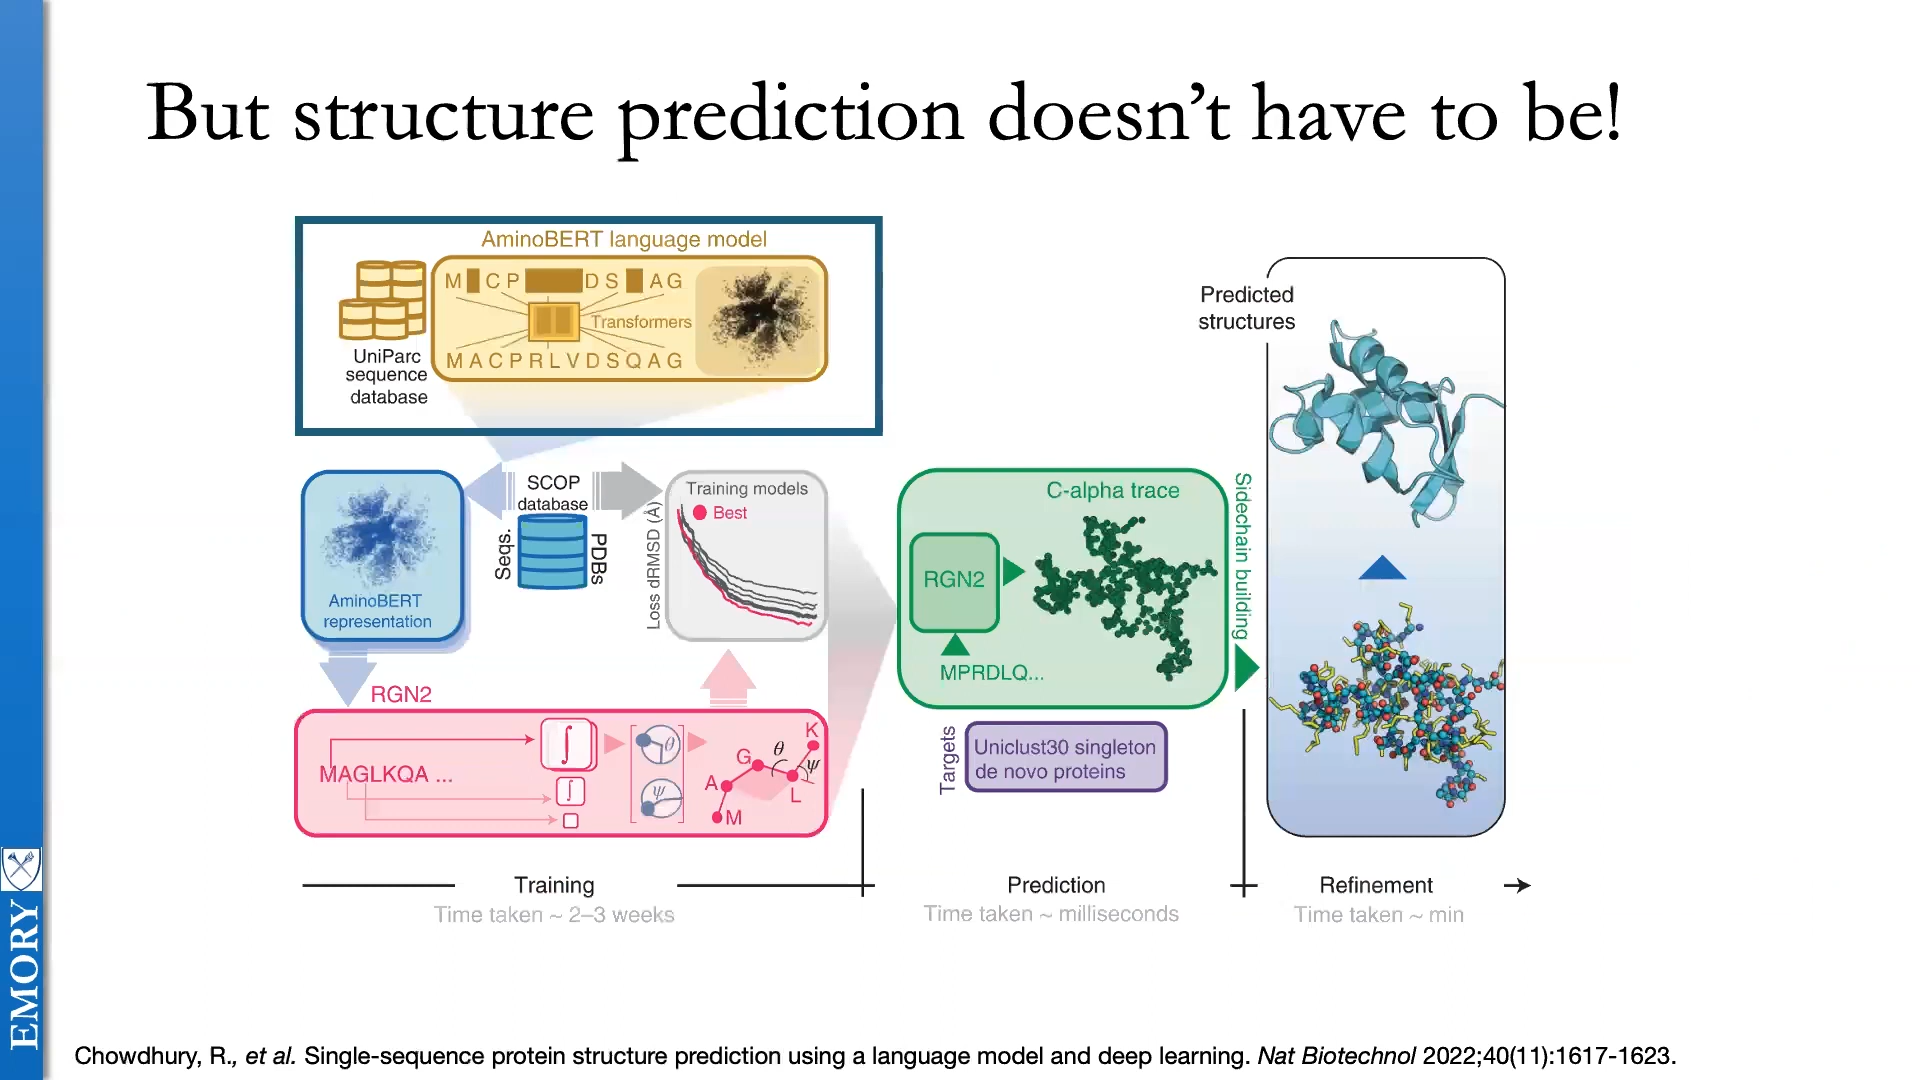 But structure prediction doesn't have to be!
AminoBERT language model
M CP DS AG
Transformers
MACPRLVDSQAG
UniParc
sequence
database
SCOP
database
Seqs.
PDBs
AminoBERT
representation
Training models
Best
Loss dRMSD (Å)
RGN2
MAGLKQA ...
∫
∫
θ
ψ
M
A
G
θ
L
ψ
K
C-alpha trace
RGN2
MPRDLQ...
Targets
Uniclust30 singleton
de novo proteins
Sidechain building
Predicted
structures
Training
Time taken ~ 2–3 weeks
Prediction
Time taken ~ milliseconds
Refinement
Time taken ~ min
EMORY
Chowdhury, R., et al. Single-sequence protein structure prediction using a language model and deep learning. Nat Biotechnol 2022;40(11):1617-1623.